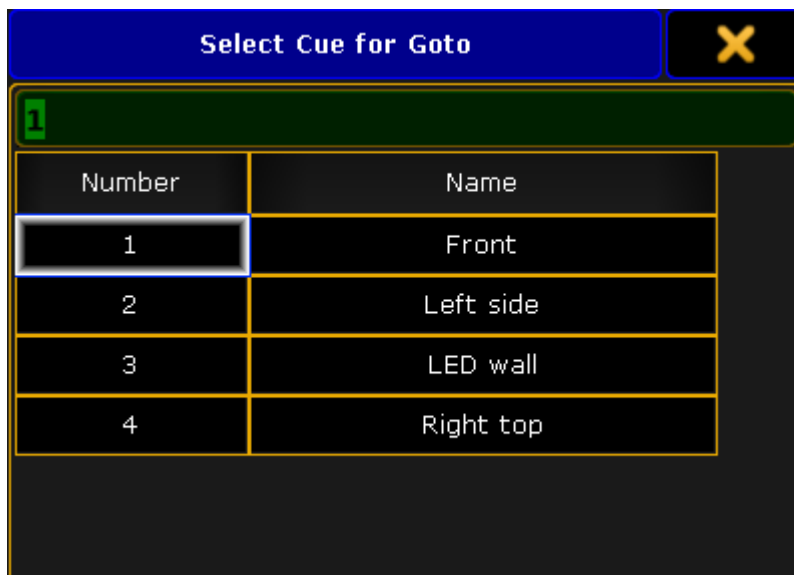 Select Cue for Goto
1
Number Name
1 Front
2 Left side
3 LED wall
4 Right top